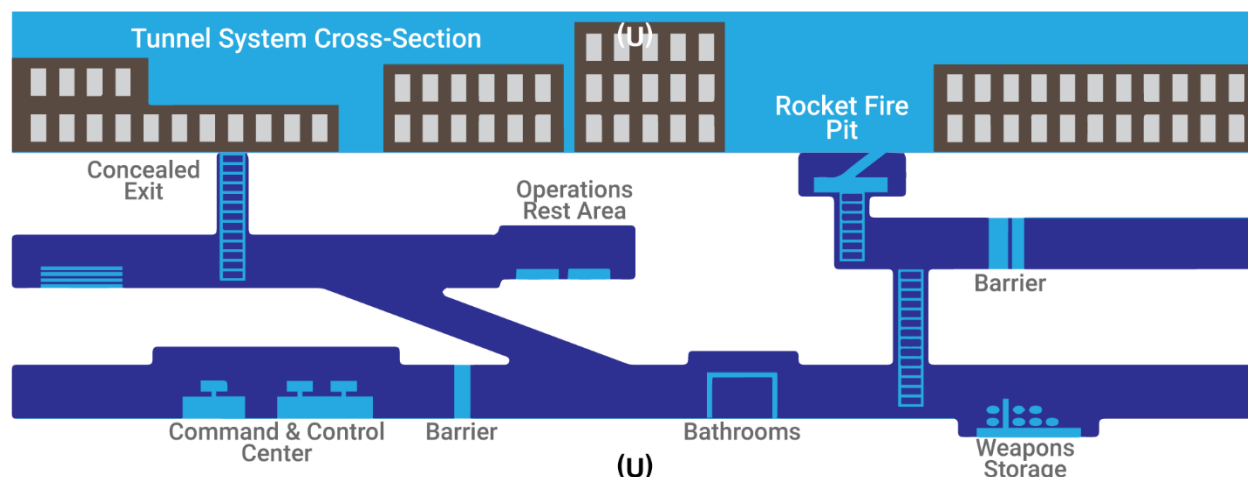 (U)
Tunnel System Cross-Section
Rocket Fire
Pit
Concealed
Exit
Operations
Rest Area
Barrier
Command & Control
Center
Barrier
Bathrooms
Weapons
Storage
(U)